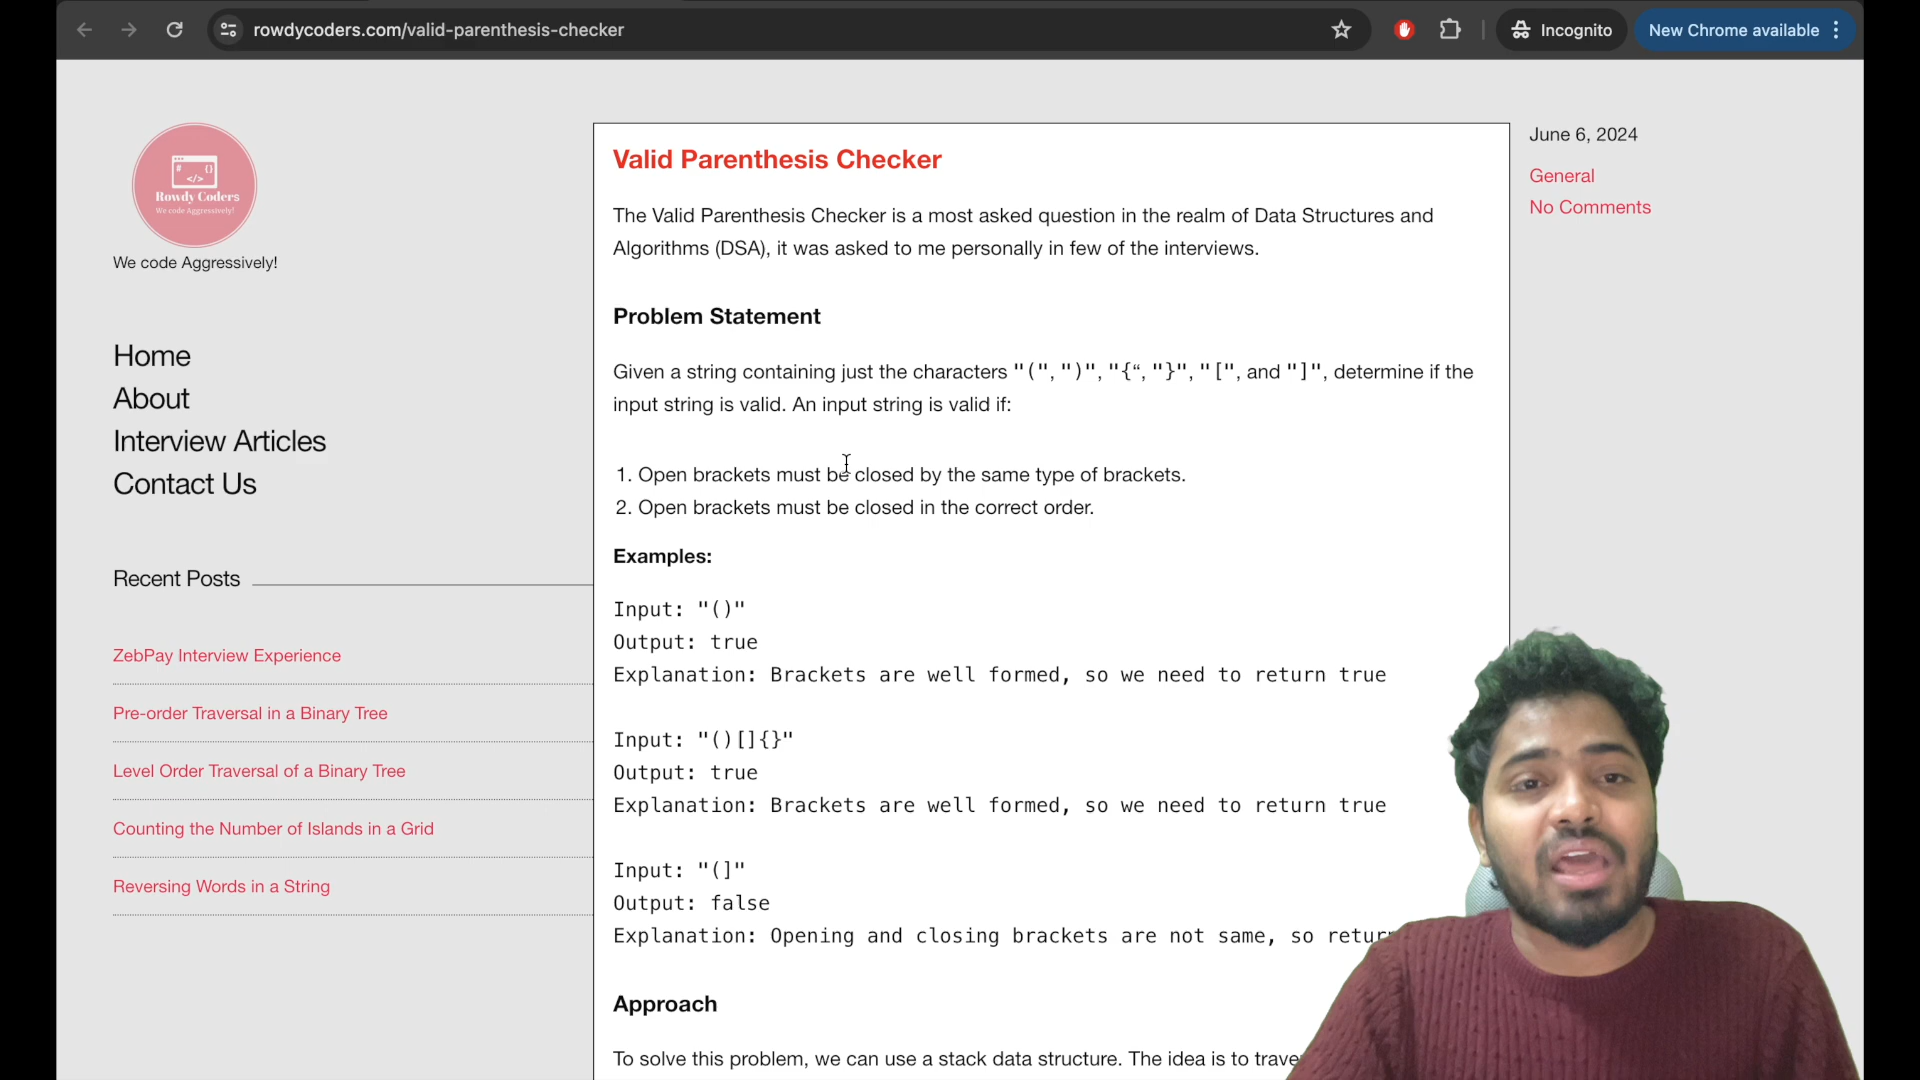 rowdycoders.com/valid-parenthesis-checker
Incognito
New Chrome available
# {}
</>
Rowdy Coders
We code Aggressively!
We code Aggressively!
Home
About
Interview Articles
Contact Us
Recent Posts
ZebPay Interview Experience
Pre-order Traversal in a Binary Tree
Level Order Traversal of a Binary Tree
Counting the Number of Islands in a Grid
Reversing Words in a String
Valid Parenthesis Checker
The Valid Parenthesis Checker is a most asked question in the realm of Data Structures and
Algorithms (DSA), it was asked to me personally in few of the interviews.
Problem Statement
Given a string containing just the characters "(", ")", "{“, "}", "[", and "]", determine if the
input string is valid. An input string is valid if:
1. Open brackets must be closed by the same type of brackets.
2. Open brackets must be closed in the correct order.
Examples:
Input: "()"
Output: true
Explanation: Brackets are well formed, so we need to return true
Input: "()[]{}"
Output: true
Explanation: Brackets are well formed, so we need to return true
Input: "(]"
Output: false
Explanation: Opening and closing brackets are not same, so retur
Approach
To solve this problem, we can use a stack data structure. The idea is to trave
June 6, 2024
General
No Comments